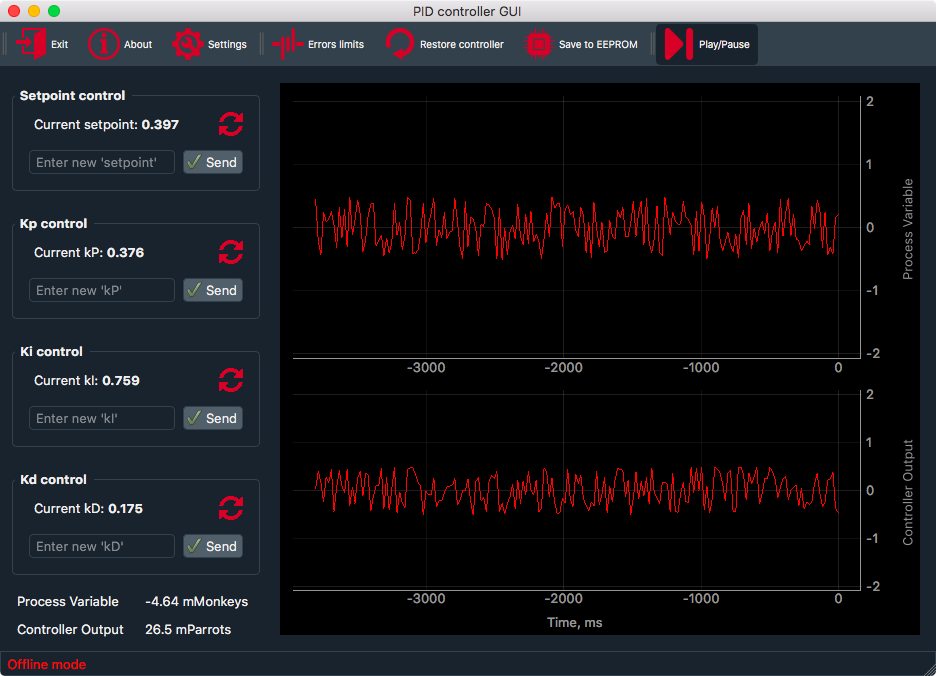 PID controller GUI
Exit About Settings Errors limits Restore controller Save to EEPROM Play/Pause
Setpoint control
Current setpoint: 0.397
Enter new 'setpoint' Send
Kp control
Current kP: 0.376
Enter new 'kP' Send
Ki control
Current kI: 0.759
Enter new 'kI' Send
Kd control
Current kD: 0.175
Enter new 'kD' Send
Process Variable -4.64 mMonkeys
Controller Output 26.5 mParrots
2
1
0
-1
-2
Process Variable
-3000 -2000 -1000 0
2
1
0
-1
-2
Controller Output
-3000 -2000 -1000 0
Time, ms
Offline mode